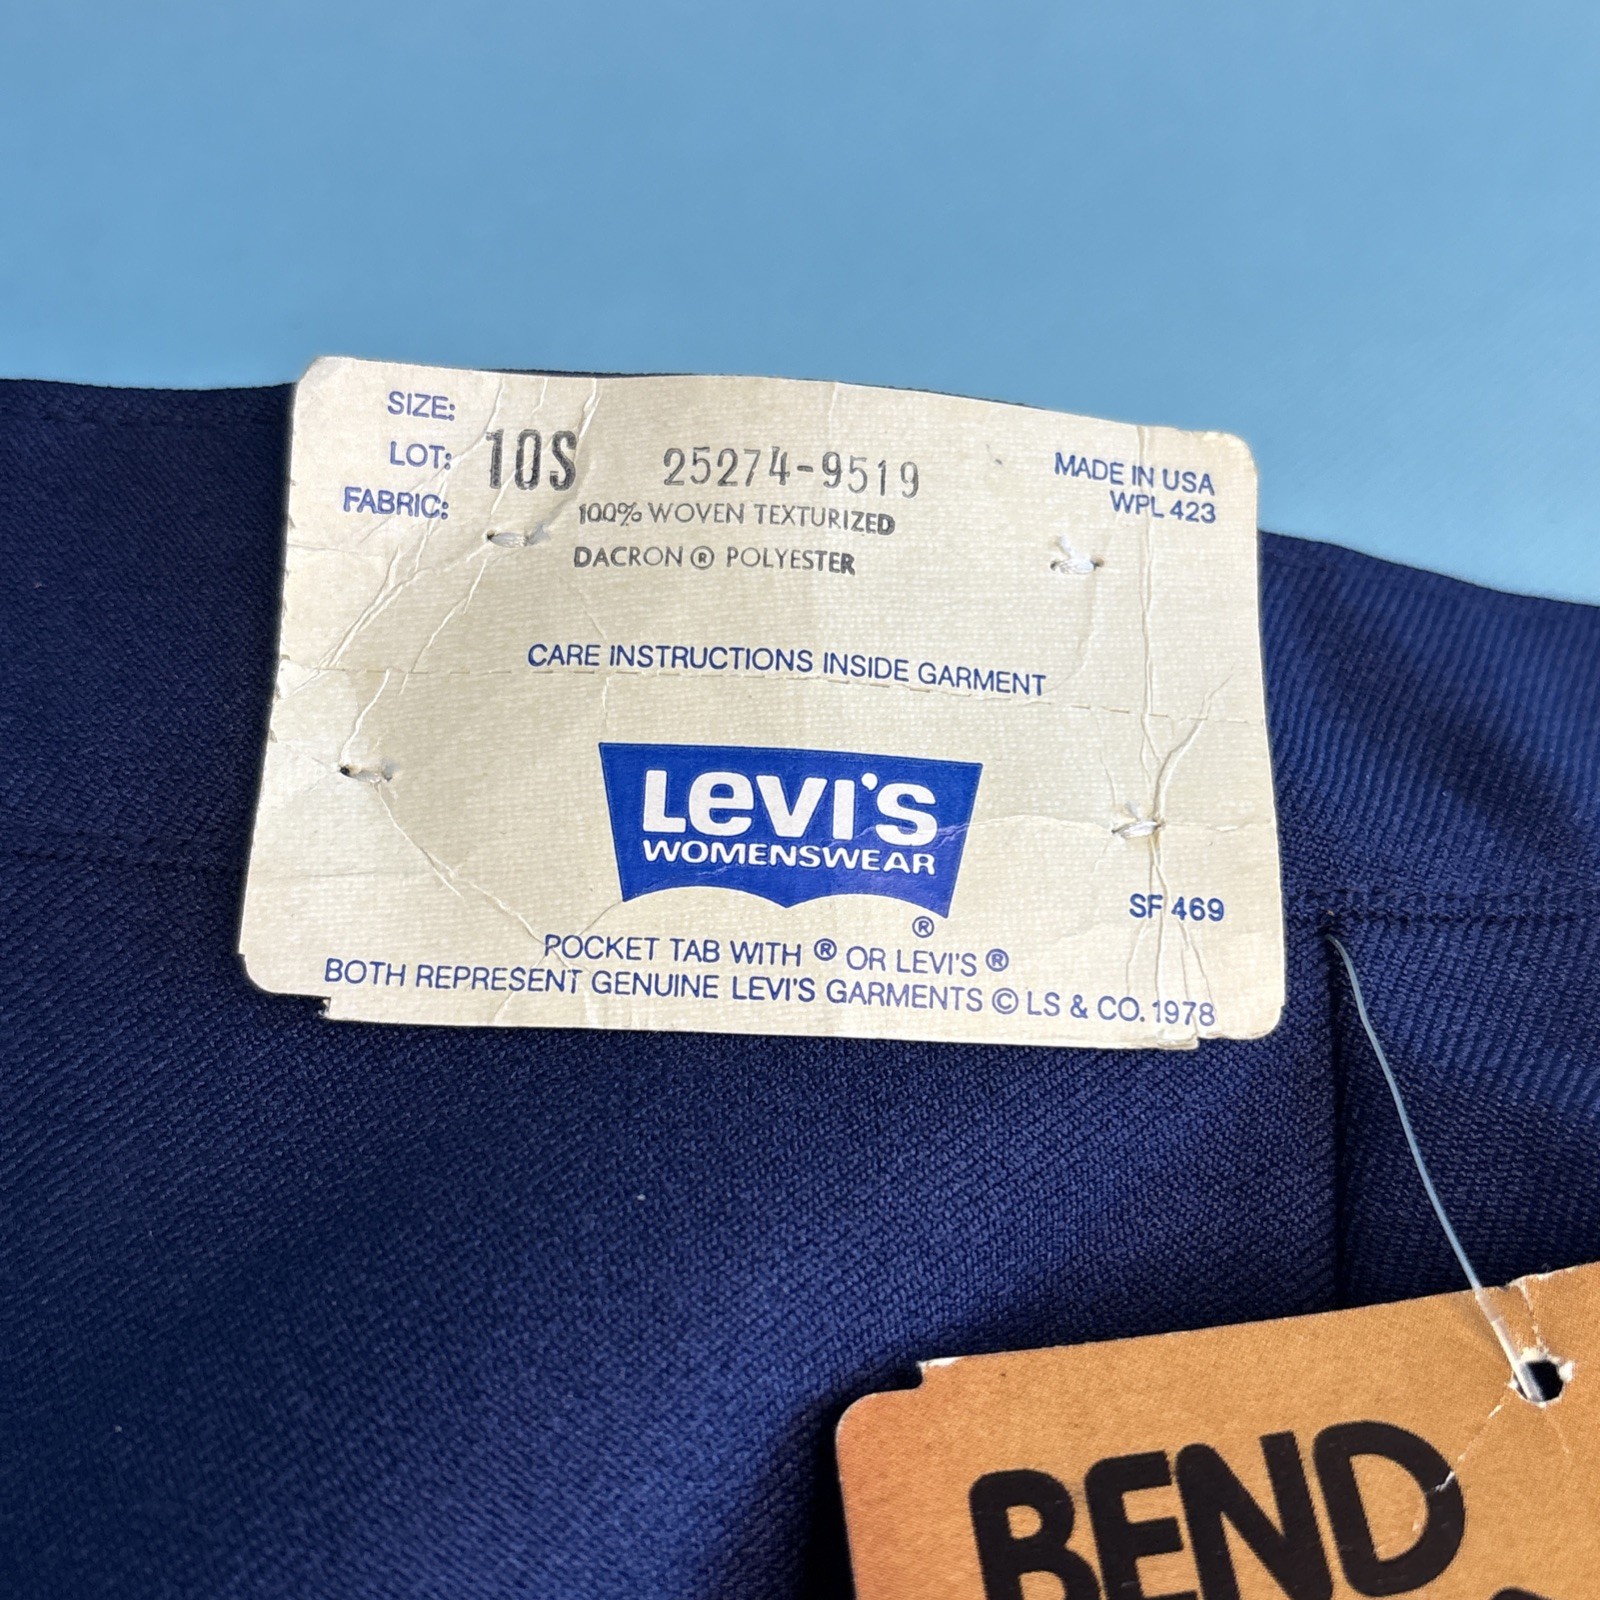 SIZE:
LOT: 10S 25274-9519
FABRIC: 100% WOVEN TEXTURIZED
DACRON ® POLYESTER
MADE IN USA
WPL 423
CARE INSTRUCTIONS INSIDE GARMENT
LEVI'S
WOMENSWEAR
®
SF 469
POCKET TAB WITH ® OR LEVI'S ®
BOTH REPRESENT GENUINE LEVI'S GARMENTS © LS & CO. 1978
BEND